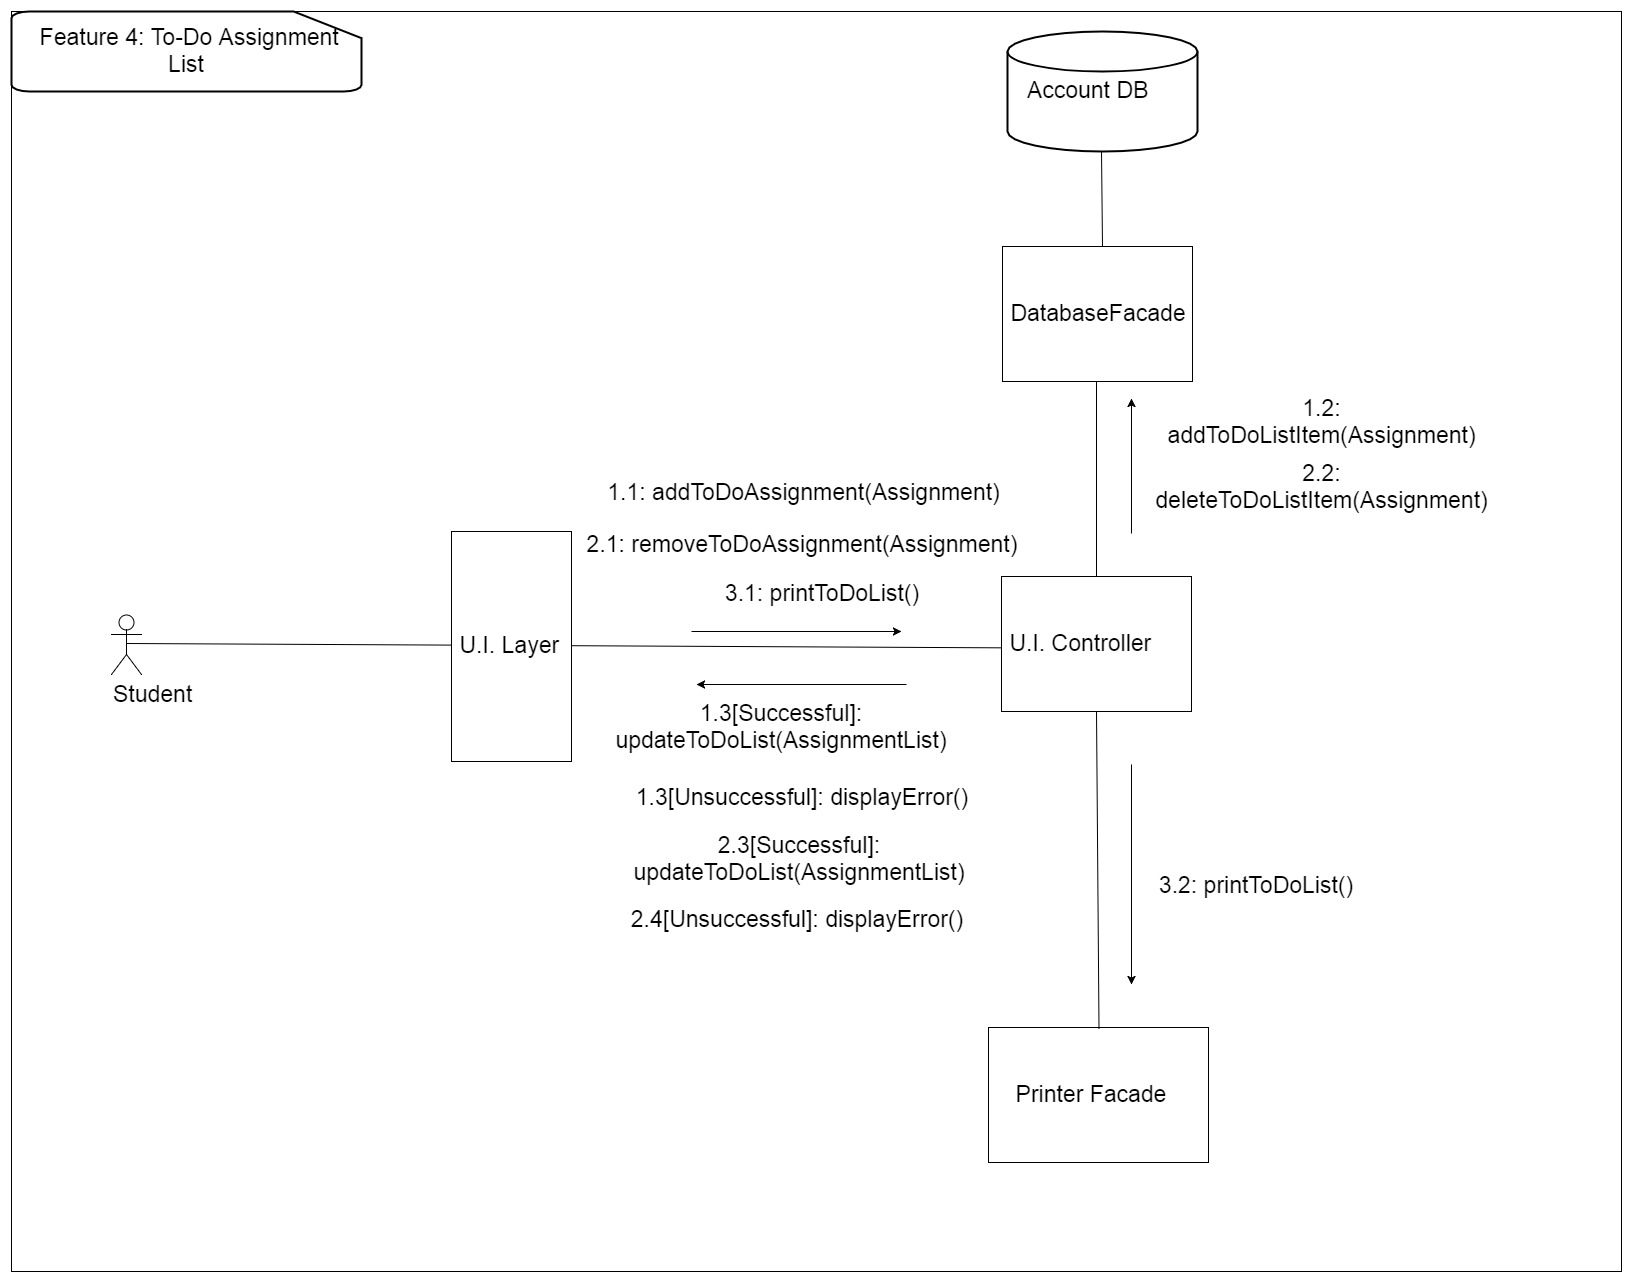 Feature 4: To-Do Assignment
List
Account DB
DatabaseFacade
1.2:
addToDoListItem(Assignment)
2.2:
deleteToDoListItem(Assignment)
1.1: addToDoAssignment(Assignment)
2.1: removeToDoAssignment(Assignment)
3.1: printToDoList()
Student
U.I. Layer
U.I. Controller
1.3[Successful]:
updateToDoList(AssignmentList)
1.3[Unsuccessful]: displayError()
2.3[Successful]:
updateToDoList(AssignmentList)
2.4[Unsuccessful]: displayError()
3.2: printToDoList()
Printer Facade